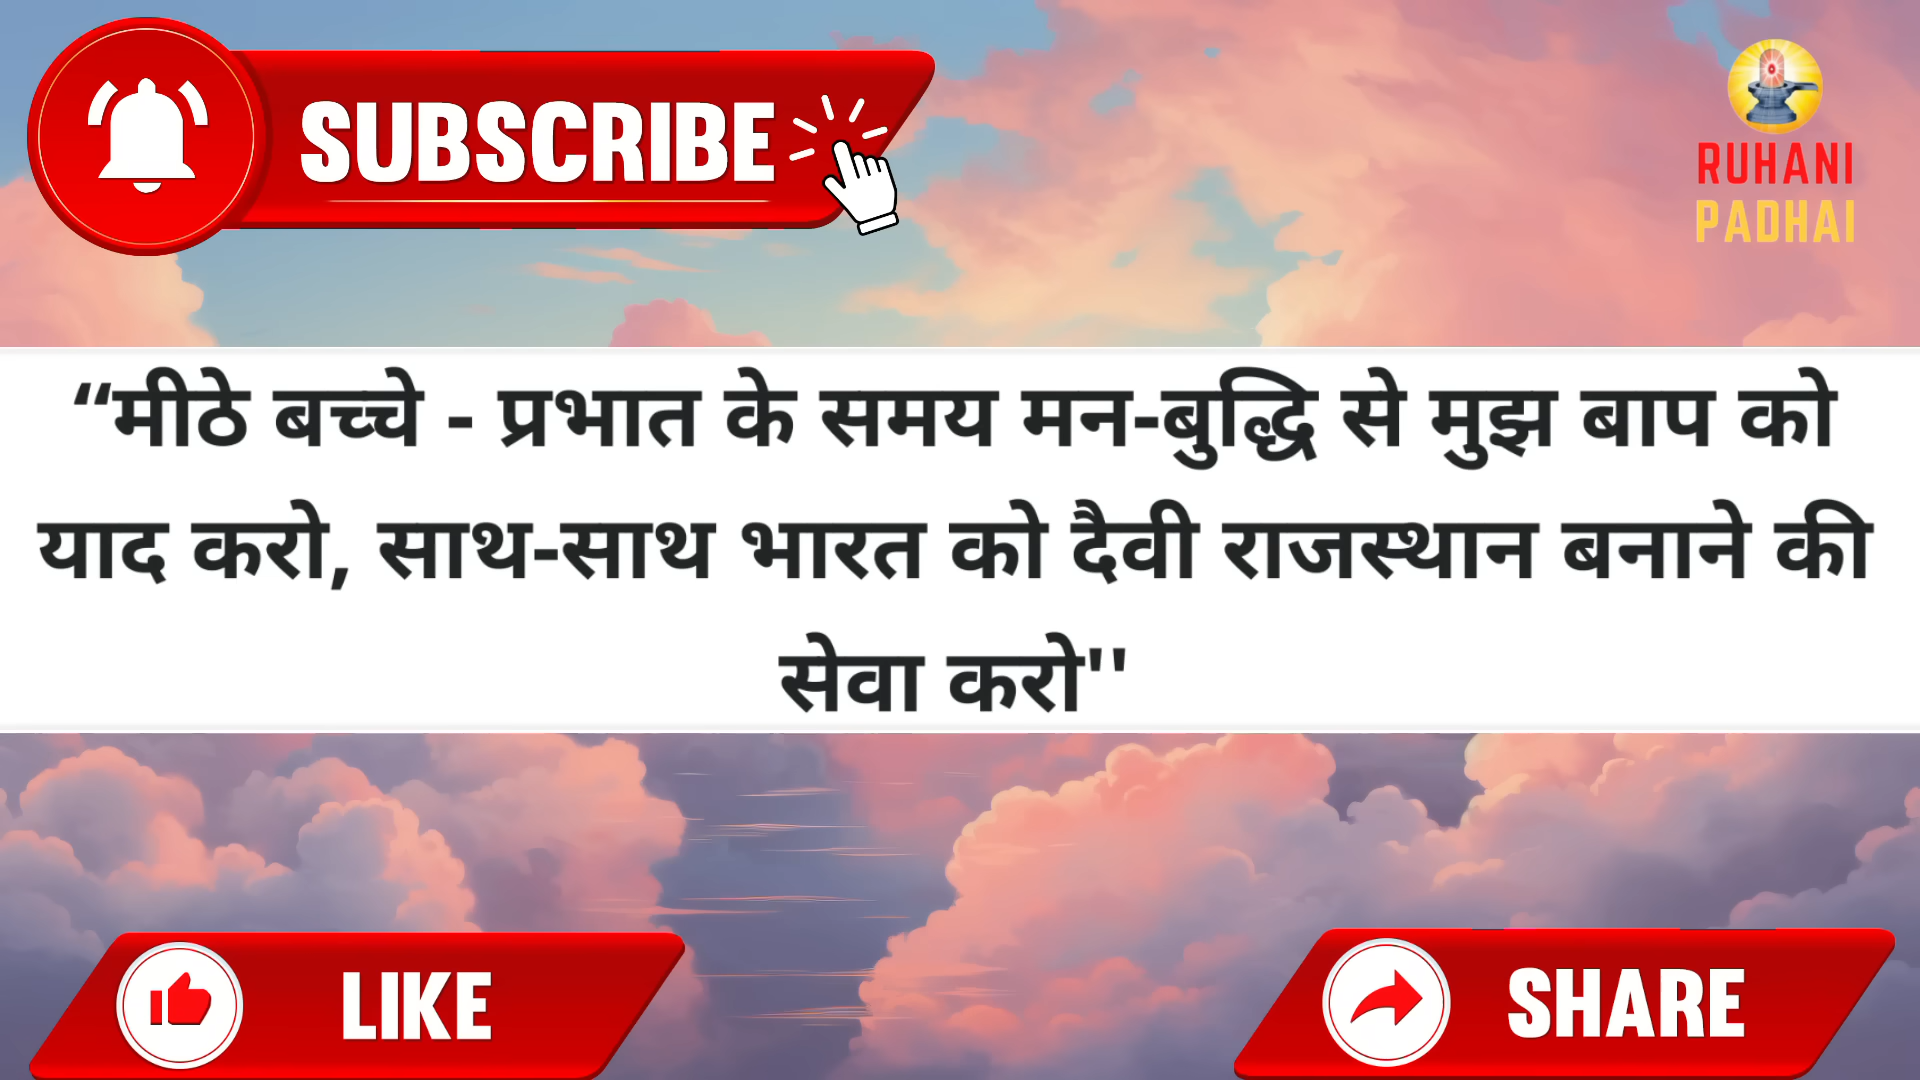 SUBSCRIBE
RUHANI
PADHAI
“मीठे बच्चे - प्रभात के समय मन-बुद्धि से मुझ बाप को
याद करो, साथ-साथ भारत को दैवी राजस्थान बनाने की
सेवा करो''
LIKE
SHARE